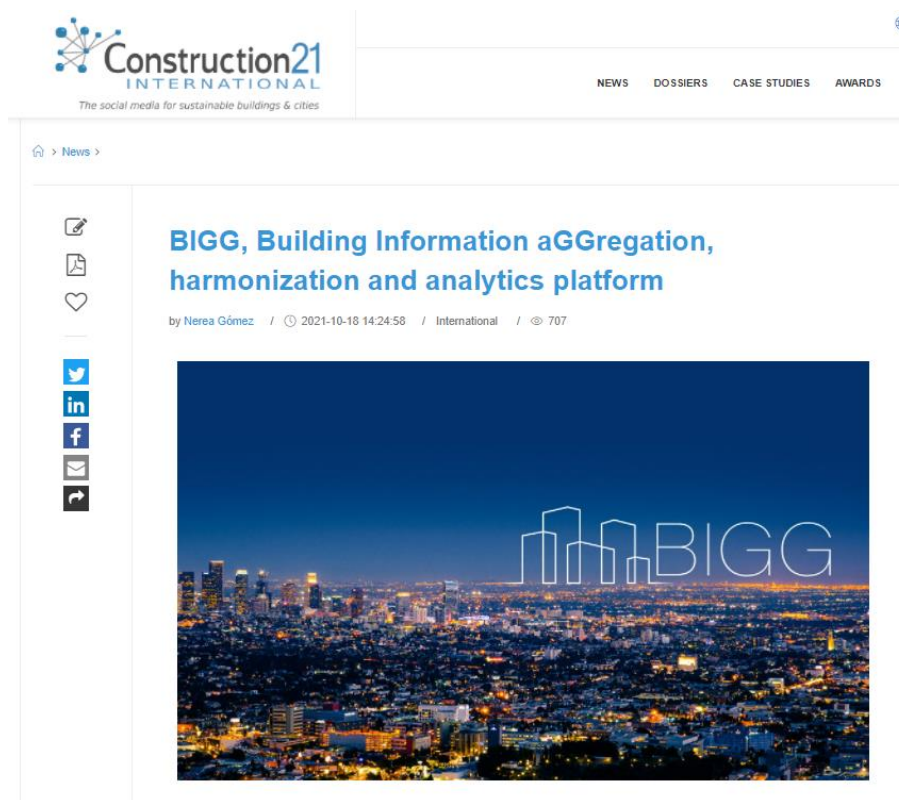 Construction21
INTERNATIONAL
The social media for sustainable buildings & cities
NEWS DOSSIERS CASE STUDIES AWARDS
> News >
BIGG, Building Information aGGregation,
harmonization and analytics platform
by Nerea Gómez / 2021-10-18 14:24:58 / International / 707
in
f
BIGG